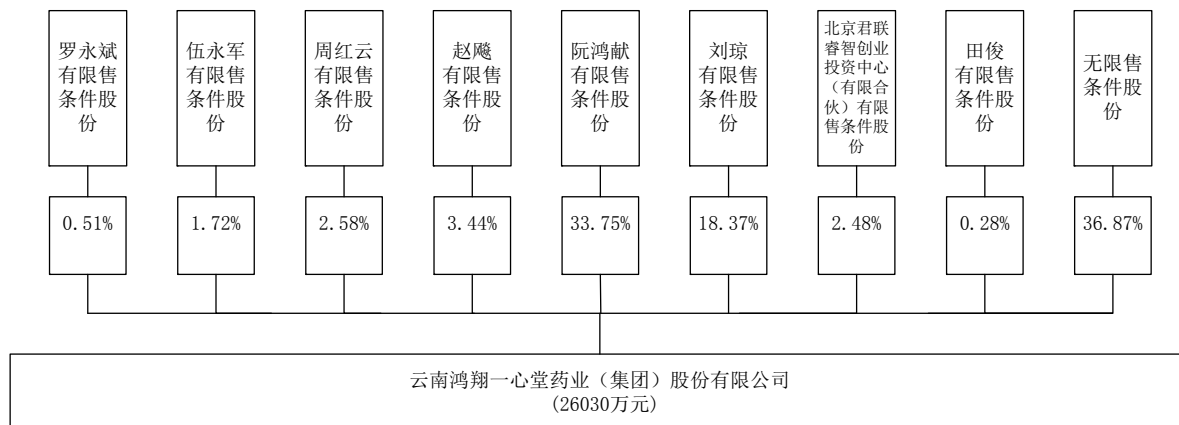 罗永斌
有限售
条件股
份
伍永军
有限售
条件股
份
周红云
有限售
条件股
份
赵飚
有限售
条件股
份
阮鸿献
有限售
条件股
份
刘琼
有限售
条件股
份
北京君联
睿智创业
投资中心
（有限合
伙）有限
售条件股
份
田俊
有限售
条件股
份
无限售
条件股
份
0.51%
1.72%
2.58%
3.44%
33.75%
18.37%
2.48%
0.28%
36.87%
云南鸿翔一心堂药业（集团）股份有限公司
(26030万元)